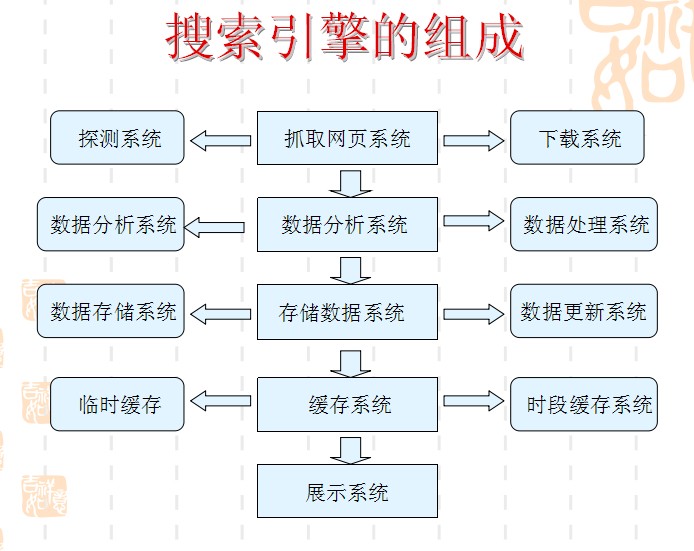 搜索引擎的组成
探测系统
抓取网页系统
下载系统
数据分析系统
数据分析系统
数据处理系统
数据存储系统
存储数据系统
数据更新系统
临时缓存
缓存系统
时段缓存系统
展示系统